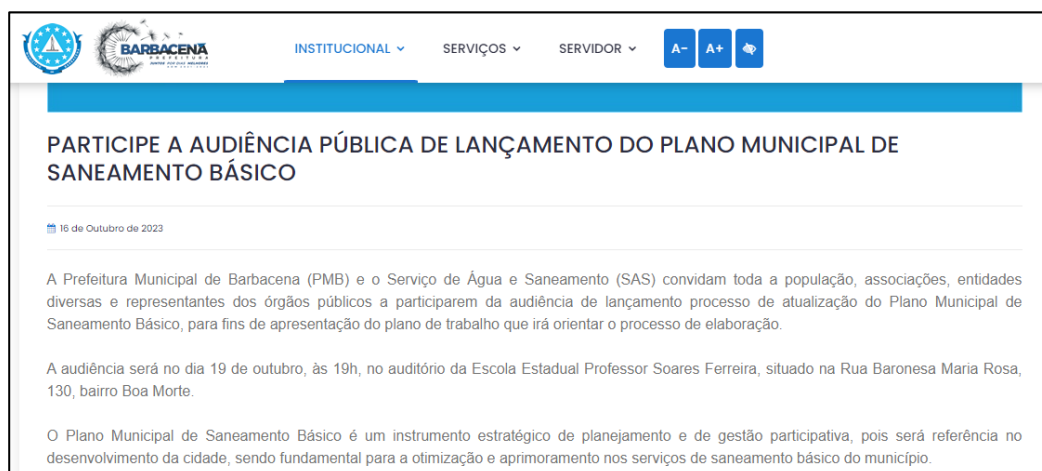 BARBACENA
PREFEITURA
INSTITUCIONAL
SERVIÇOS
SERVIDOR
A-
A+
PARTICIPE A AUDIÊNCIA PÚBLICA DE LANÇAMENTO DO PLANO MUNICIPAL DE
SANEAMENTO BÁSICO
16 de Outubro de 2023
A Prefeitura Municipal de Barbacena (PMB) e o Serviço de Água e Saneamento (SAS) convidam toda a população, associações, entidades
diversas e representantes dos órgãos públicos a participarem da audiência de lançamento processo de atualização do Plano Municipal de
Saneamento Básico, para fins de apresentação do plano de trabalho que irá orientar o processo de elaboração.
A audiência será no dia 19 de outubro, às 19h, no auditório da Escola Estadual Professor Soares Ferreira, situado na Rua Baronesa Maria Rosa,
130, bairro Boa Morte.
O Plano Municipal de Saneamento Básico é um instrumento estratégico de planejamento e de gestão participativa, pois será referência no
desenvolvimento da cidade, sendo fundamental para a otimização e aprimoramento nos serviços de saneamento básico do município.